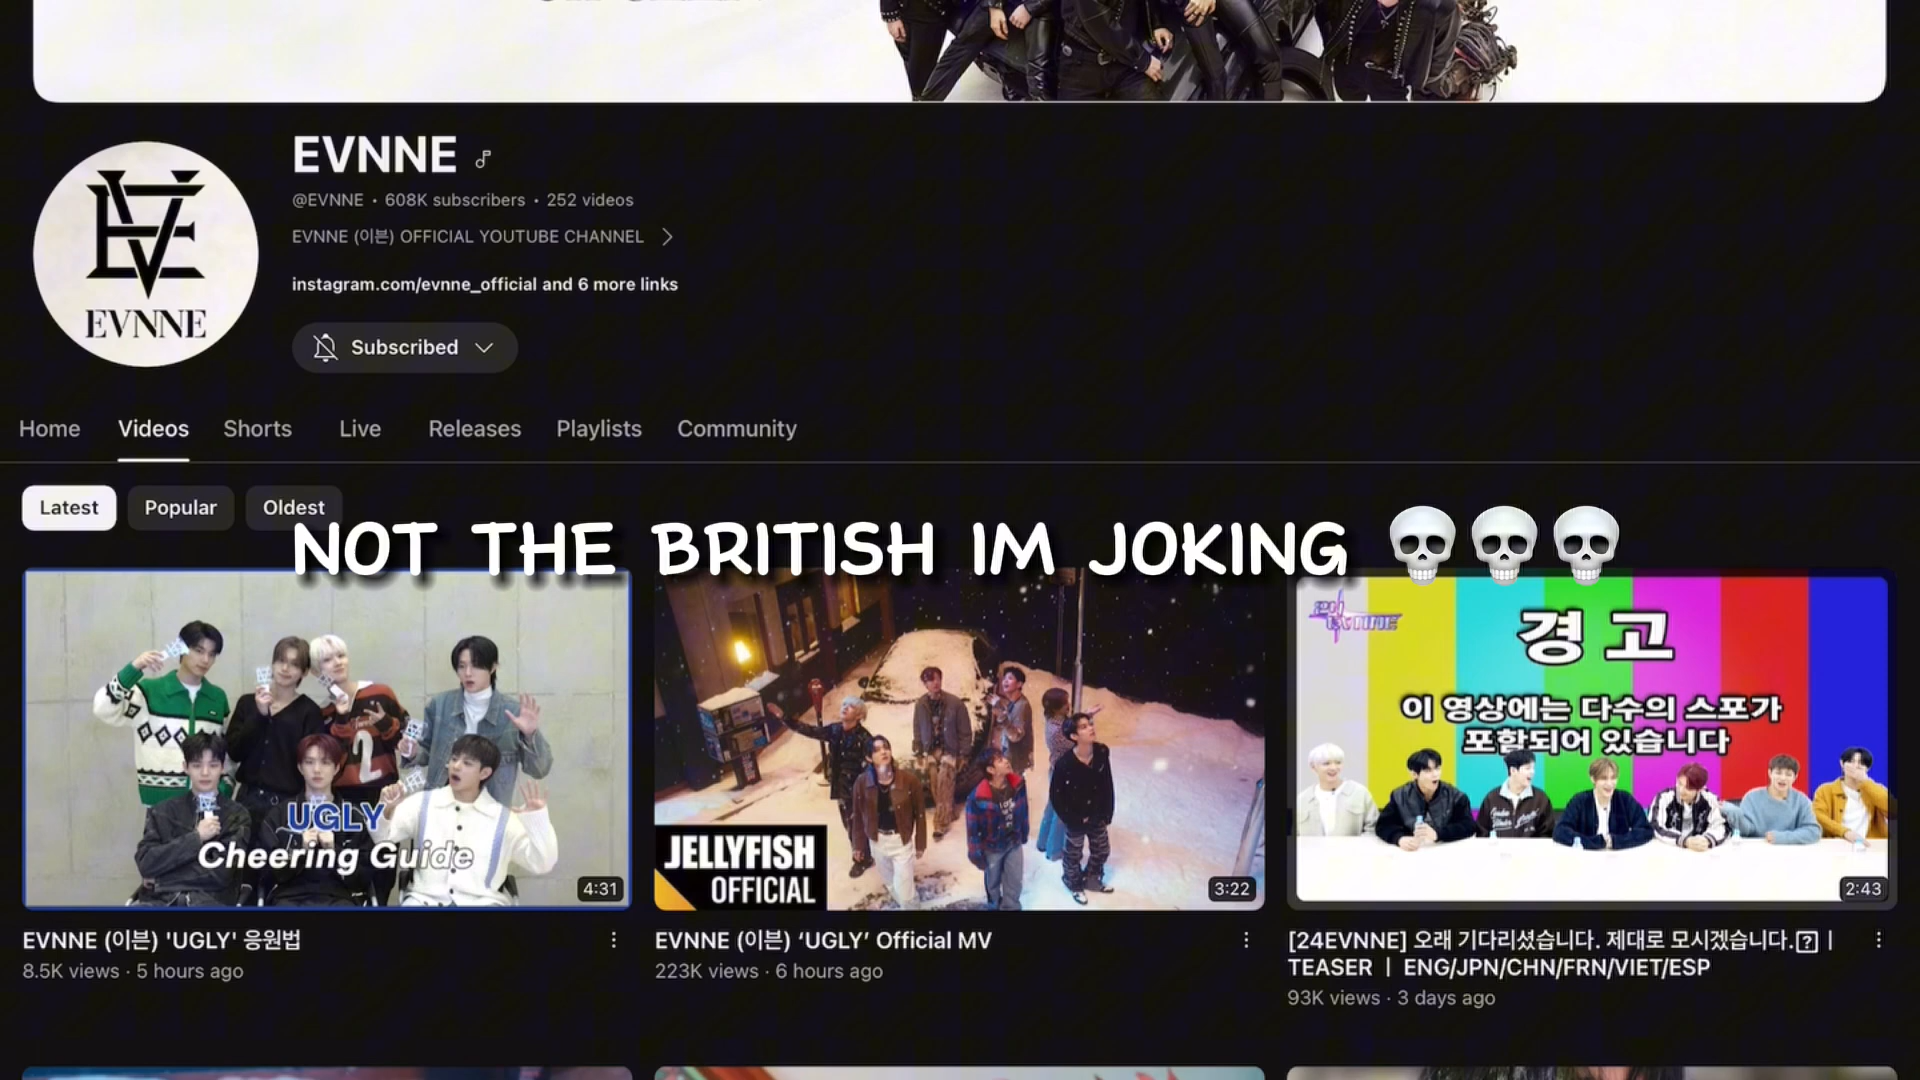 EVNNE
@EVNNE • 608K subscribers • 252 videos
EVNNE (이븐) OFFICIAL YOUTUBE CHANNEL
instagram.com/evnne_official and 6 more links
EVNNE
Subscribed
Home Videos Shorts Live Releases Playlists Community
Latest Popular Oldest
NOT THE BRITISH IM JOKING 💀💀💀
UGLY
Cheering Guide
4:31
JELLYFISH
OFFICIAL
3:22
경고
이 영상에는 다수의 스포가
포함되어 있습니다
2:43
EVNNE (이븐) 'UGLY' 응원법
8.5K views · 5 hours ago
EVNNE (이븐) ‘UGLY’ Official MV
223K views · 6 hours ago
[24EVNNE] 오래 기다리셨습니다. 제대로 모시겠습니다.? |
TEASER | ENG/JPN/CHN/FRN/VIET/ESP
93K views · 3 days ago